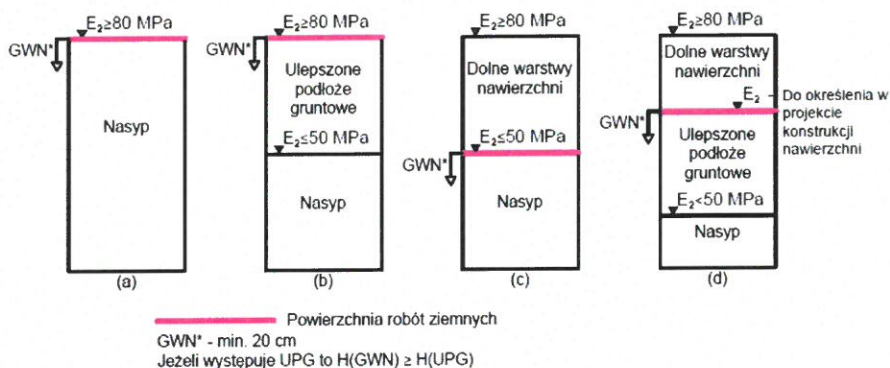 E₂≥80 MPa
GWN*
Nasyp
(a)
E₂≥80 MPa
GWN*
Ulepszone
podłoże
gruntowe
E₂≤50 MPa
Nasyp
(b)
E₂≥80 MPa
Dolne warstwy
nawierzchni
E₂≤50 MPa
GWN*
Nasyp
(c)
E₂≥80 MPa
Dolne warstwy
nawierzchni
E₂ - Do określenia w
projekcie
konstrukcji
nawierzchni
GWN*
Ulepszone
podłoże
gruntowe
E₂<50 MPa
Nasyp
(d)
Powierzchnia robót ziemnych
GWN* - min. 20 cm
Jeżeli występuje UPG to H(GWN) ≥ H(UPG)